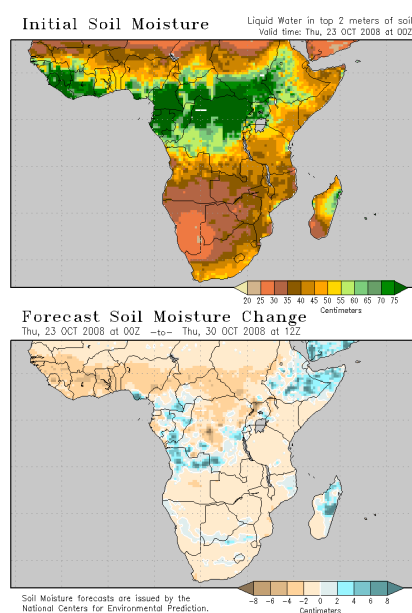 Initial Soil Moisture
Liquid Water in top 2 meters of soil
Valid time: Thu, 23 OCT 2008 at 00Z
20 25 30 35 40 45 50 55 60 65 70 75
Centimeters
Forecast Soil Moisture Change
Thu, 23 OCT 2008 at 00Z -to- Thu, 30 OCT 2008 at 12Z
Soil Moisture forecasts are issued by the
National Centers for Environmental Prediction.
-8 -6 -4 -2 0 2 4 6 8
Centimeters